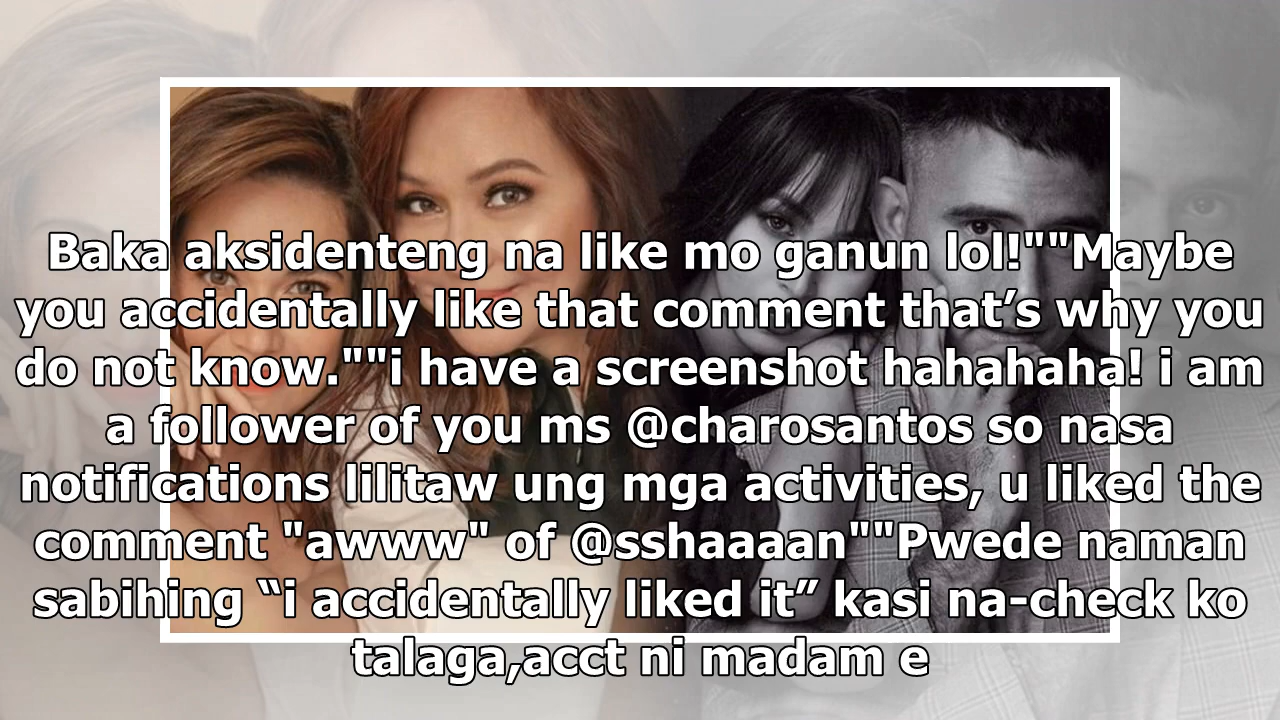 Baka aksidenteng na like mo ganun lol!""Maybe
you accidentally like that comment that’s why you
do not know.""i have a screenshot hahahaha! i am
a follower of you ms @charosantos so nasa
notifications lilitaw ung mga activities, u liked the
comment "awww" of @sshaaaan""Pwede naman
sabihing “i accidentally liked it” kasi na-check ko
talaga,acct ni madam e